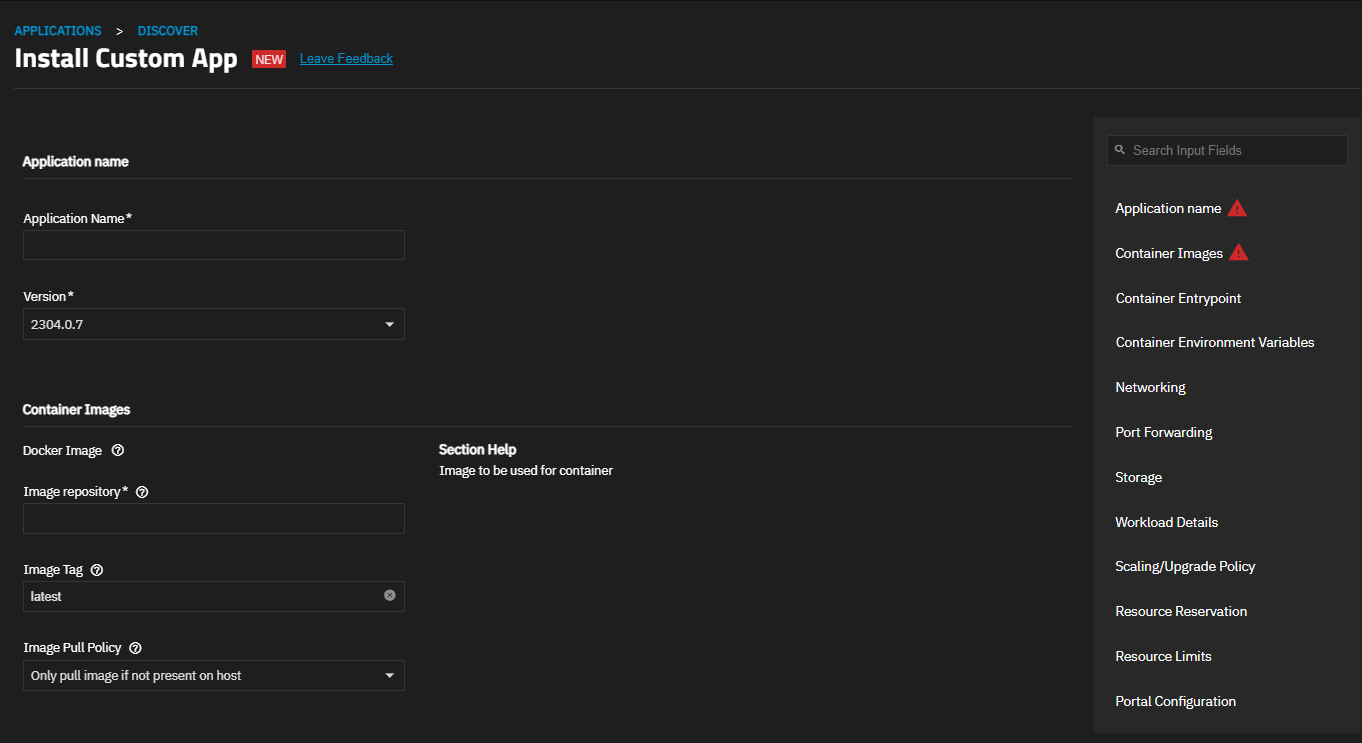 APPLICATIONS > DISCOVER
Install Custom App NEW Leave Feedback
Application name
Application Name*
Version*
2304.0.7
Container Images
Docker Image
Section Help
Image to be used for container
Image repository*
Image Tag
latest
Image Pull Policy
Only pull image if not present on host
Search Input Fields
Application name
Container Images
Container Entrypoint
Container Environment Variables
Networking
Port Forwarding
Storage
Workload Details
Scaling/Upgrade Policy
Resource Reservation
Resource Limits
Portal Configuration